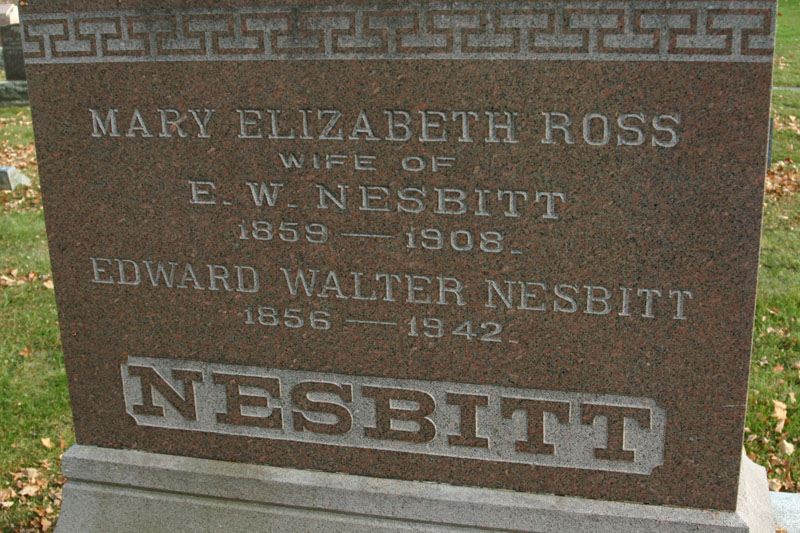 MARY ELIZABETH ROSS
WIFE OF
E. W. NESBITT
1859 — 1908.
EDWARD WALTER NESBITT
1856 — 1942.
NESBITT